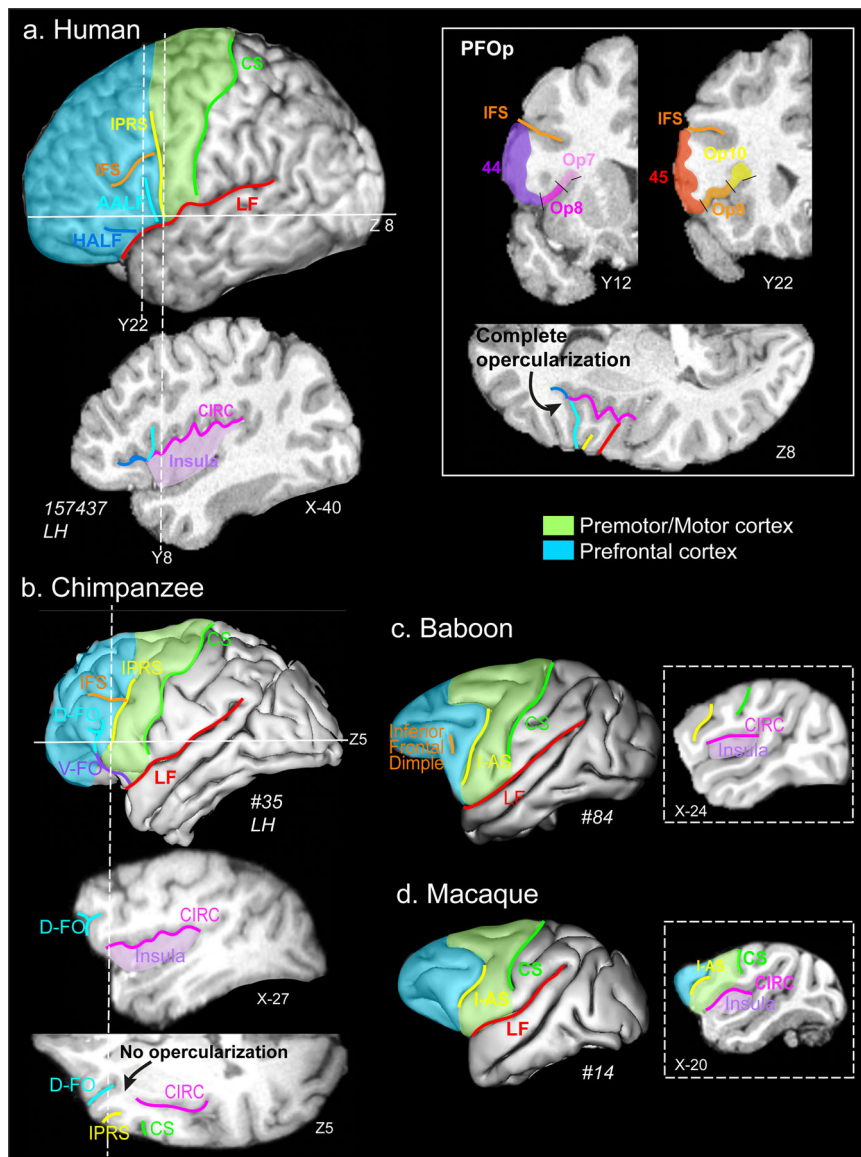 a. Human
CS
IPRS
IFS
AALF
LF
HALF
Z 8
Y22
CIRC
Insula
157437
LH
X-40
Y8
PFOp
IFS
44
Op7
Op8
Y12
IFS
45
Op10
Op9
Y22
Complete
opercularization
Z8
Premotor/Motor cortex
Prefrontal cortex
b. Chimpanzee
CS
IPRS
IFS
D-FO
Z5
V-FO
LF
#35
LH
CIRC
D-FO
Insula
X-27
No opercularization
D-FO
CIRC
IPRS
CS
Z5
c. Baboon
Inferior
Frontal
Dimple
CS
I-AS
LF
#84
CIRC
Insula
X-24
d. Macaque
CS
I-AS
LF
#14
I-AS
CS
CIRC
Insula
X-20